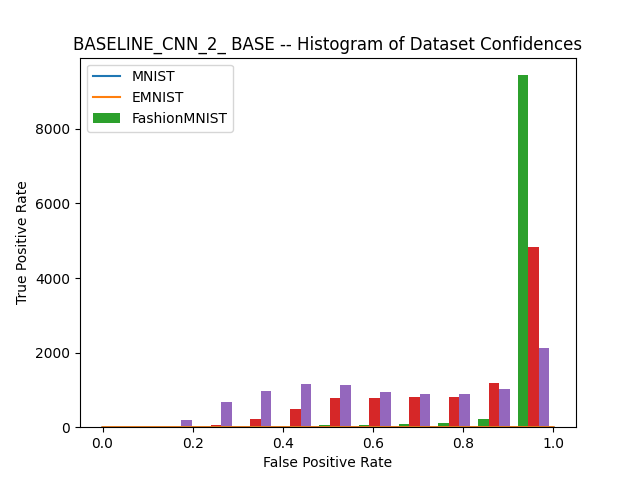 BASELINE_CNN_2_ BASE -- Histogram of Dataset Confidences
MNIST
EMNIST
FashionMNIST
True Positive Rate
8000
6000
4000
2000
0
0.0 0.2 0.4 0.6 0.8 1.0
False Positive Rate